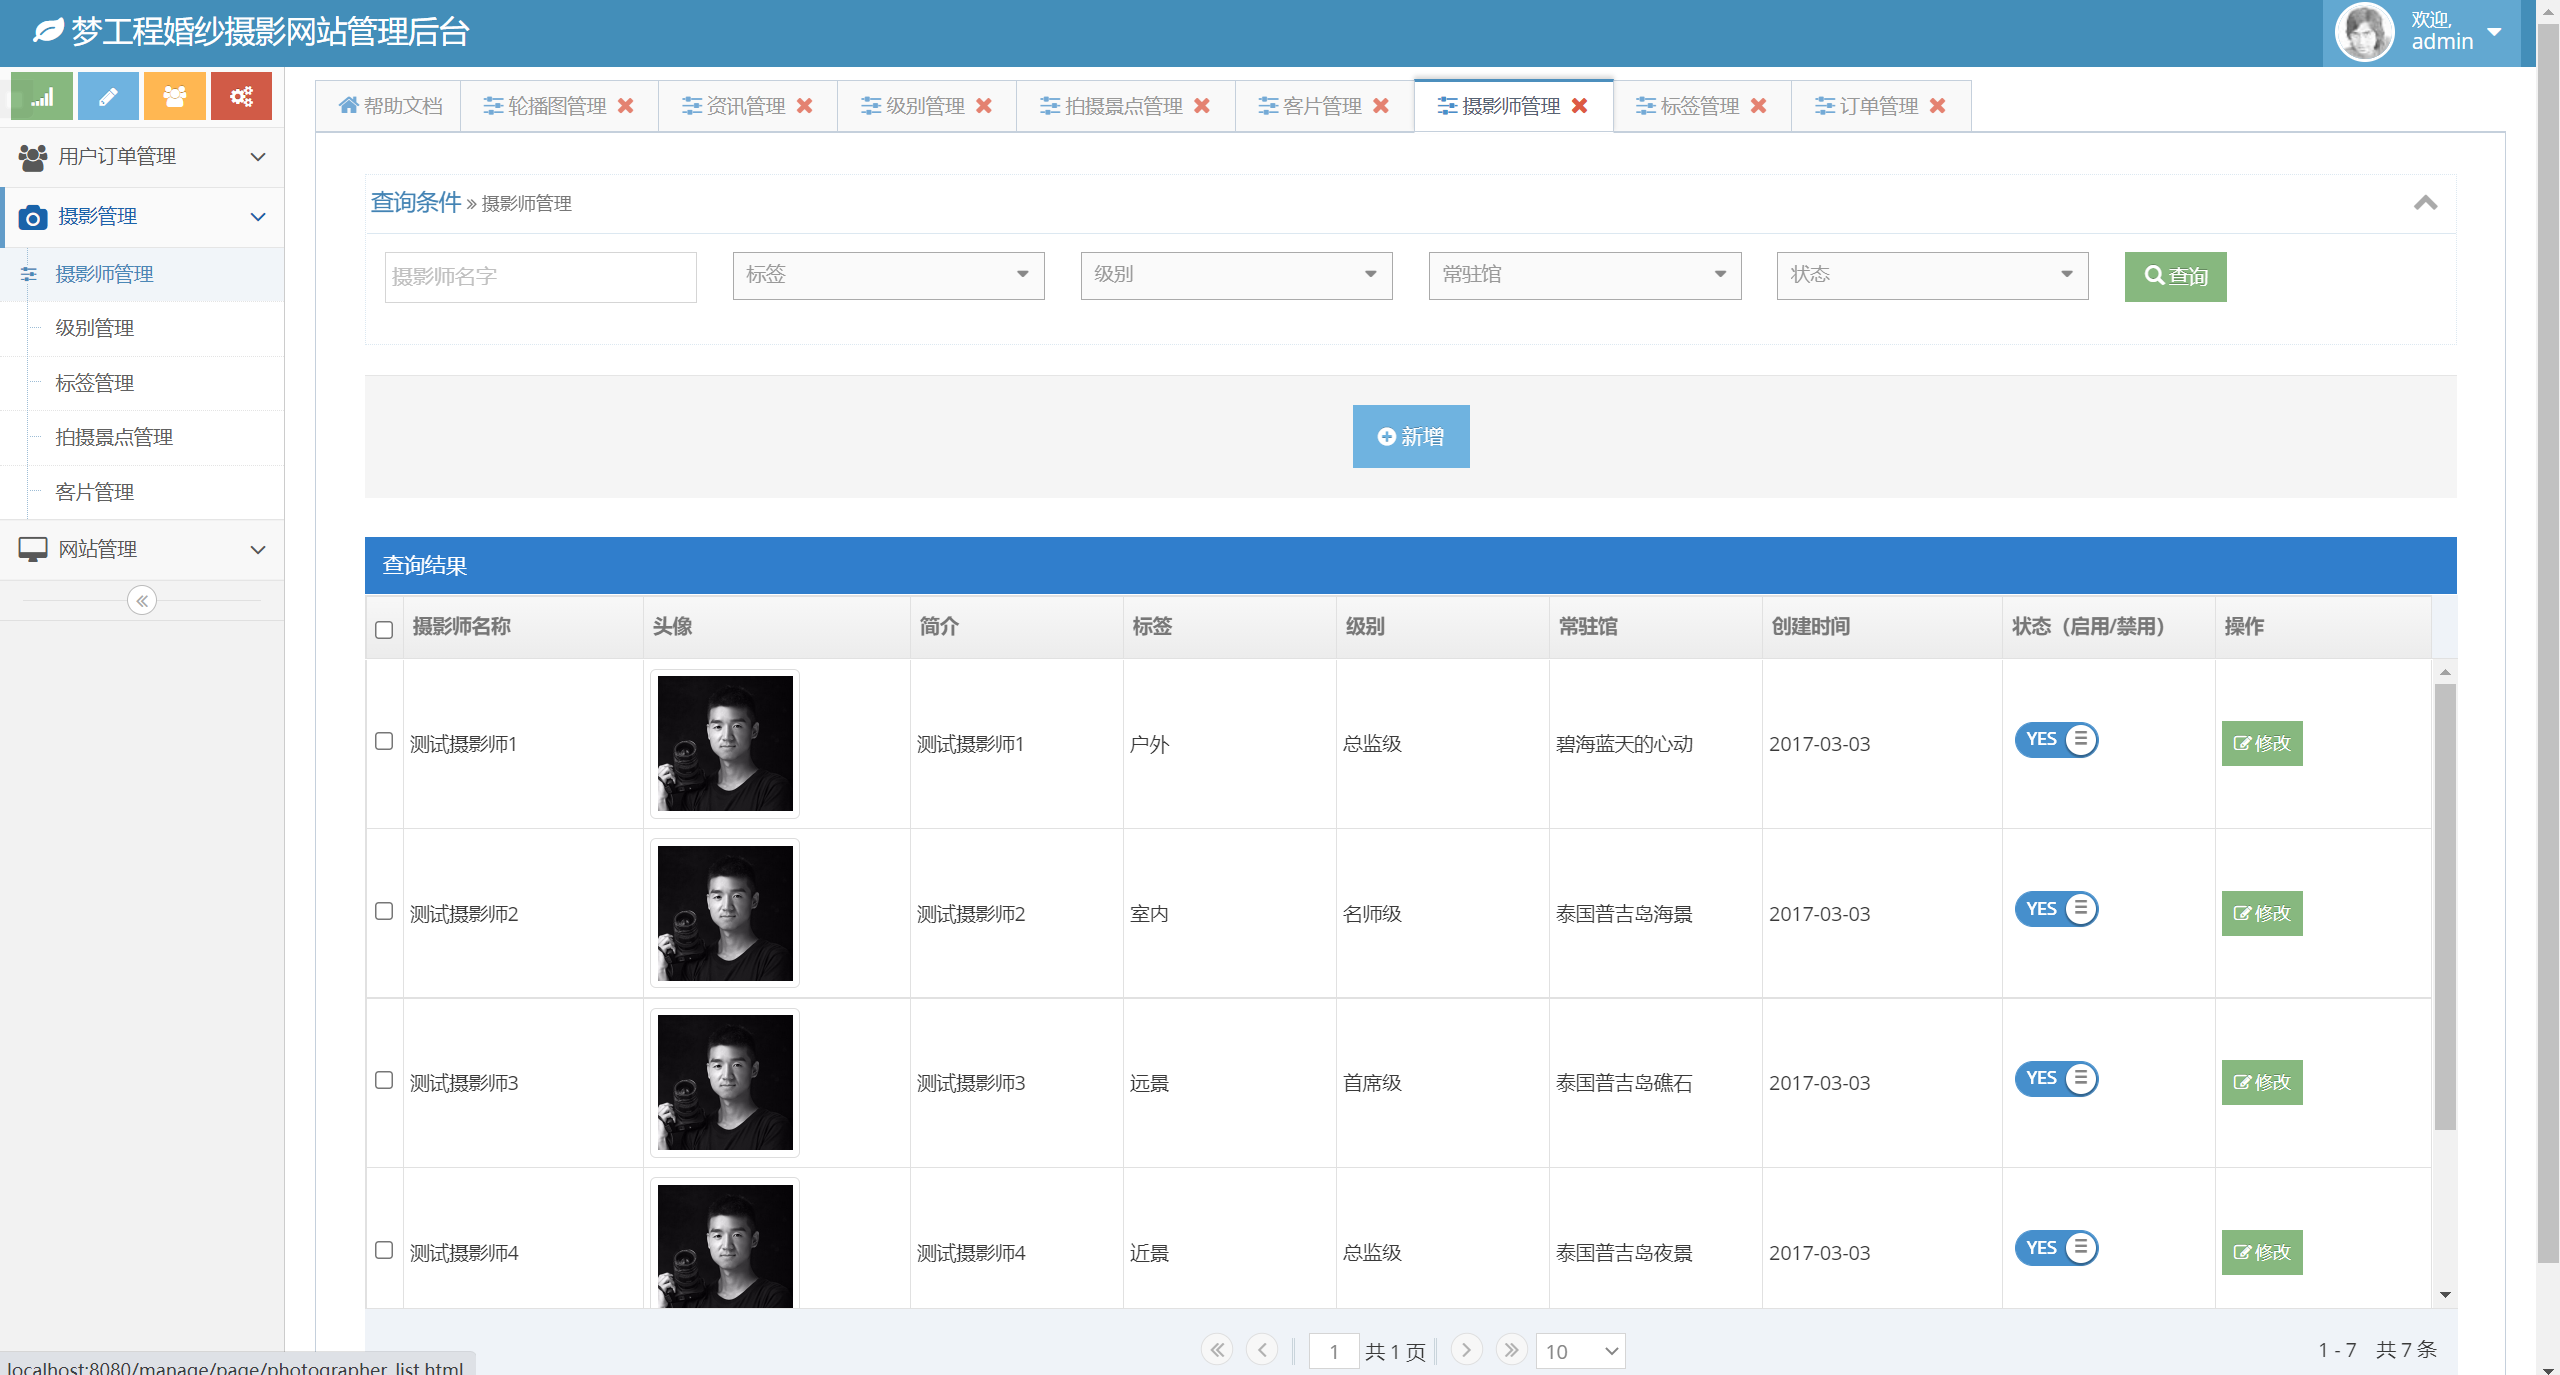 梦工程婚纱摄影网站管理后台
欢迎,
admin
帮助文档 轮播图管理 资讯管理 级别管理 拍摄景点管理 客片管理 摄影师管理 标签管理 订单管理
用户订单管理
摄影管理
摄影师管理
级别管理
标签管理
拍摄景点管理
客片管理
网站管理
查询条件 » 摄影师管理
摄影师名字 标签 级别 常驻馆 状态 查询
新增
查询结果
摄影师名称 头像 简介 标签 级别 常驻馆 创建时间 状态（启用/禁用） 操作
测试摄影师1 测试摄影师1 户外 总监级 碧海蓝天的心动 2017-03-03 YES 修改
测试摄影师2 测试摄影师2 室内 名师级 泰国普吉岛海景 2017-03-03 YES 修改
测试摄影师3 测试摄影师3 远景 首席级 泰国普吉岛礁石 2017-03-03 YES 修改
测试摄影师4 测试摄影师4 近景 总监级 泰国普吉岛夜景 2017-03-03 YES 修改
1 共 1 页 10 1 - 7 共 7 条
localhost:8080/manage/page/photographer_list.html